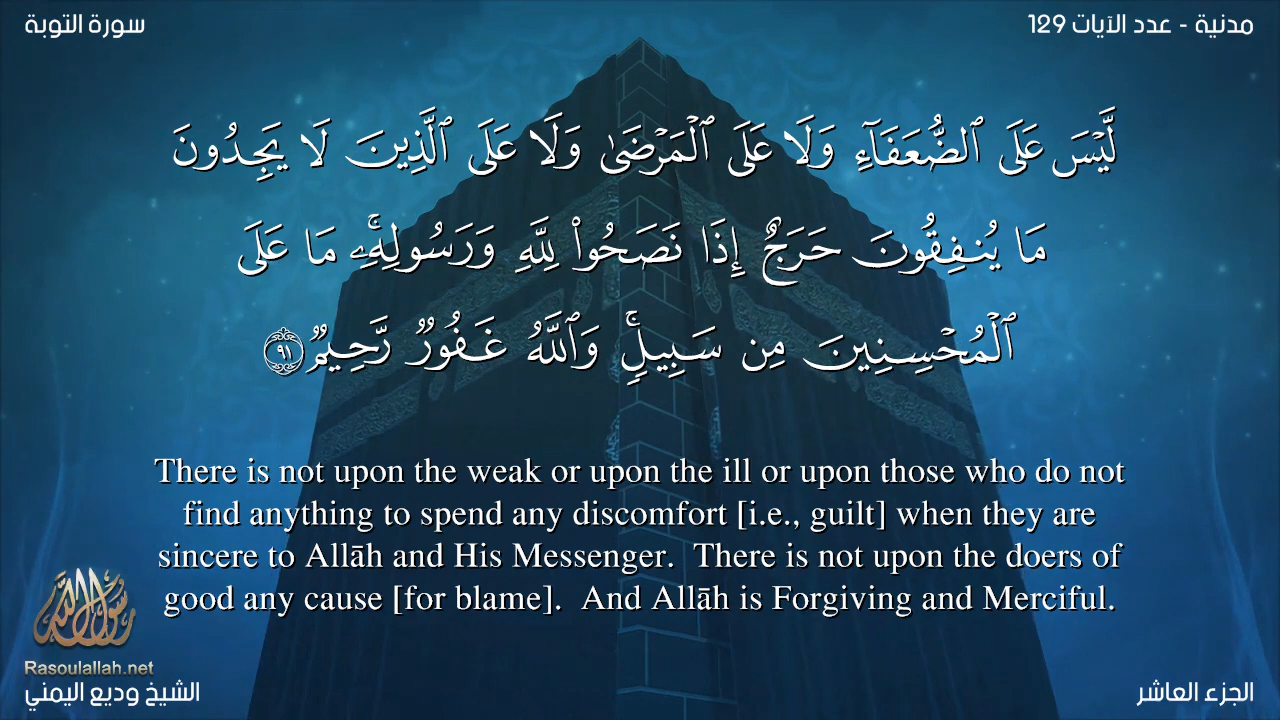 مدنية - عدد الآيات 129
سورة التوبة
لَّيْسَ عَلَى ٱلضُّعَفَآءِ وَلَا عَلَى ٱلْمَرْضَىٰ وَلَا عَلَى ٱلَّذِينَ لَا يَجِدُونَ
مَا يُنفِقُونَ حَرَجٌ إِذَا نَصَحُوا۟ لِلَّهِ وَرَسُولِهِۦ ۚ مَا عَلَى
ٱلْمُحْسِنِينَ مِن سَبِيلٍ ۚ وَٱللَّهُ غَفُورٌ رَّحِيمٌ ٩١
There is not upon the weak or upon the ill or upon those who do not
find anything to spend any discomfort [i.e., guilt] when they are
sincere to Allāh and His Messenger.  There is not upon the doers of
good any cause [for blame].  And Allāh is Forgiving and Merciful.
رسول الله
Rasoulallah.net
الجزء العاشر
الشيخ وديع اليمني